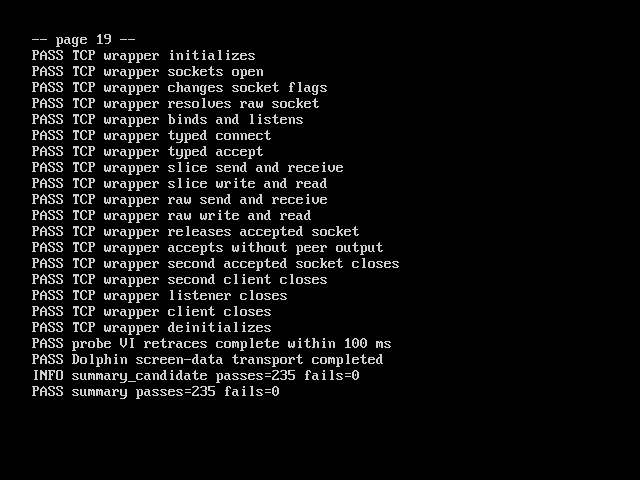 -- page 19 --
PASS TCP wrapper initializes
PASS TCP wrapper sockets open
PASS TCP wrapper changes socket flags
PASS TCP wrapper resolves raw socket
PASS TCP wrapper binds and listens
PASS TCP wrapper typed connect
PASS TCP wrapper typed accept
PASS TCP wrapper slice send and receive
PASS TCP wrapper slice write and read
PASS TCP wrapper raw send and receive
PASS TCP wrapper raw write and read
PASS TCP wrapper releases accepted socket
PASS TCP wrapper accepts without peer output
PASS TCP wrapper second accepted socket closes
PASS TCP wrapper second client closes
PASS TCP wrapper listener closes
PASS TCP wrapper client closes
PASS TCP wrapper deinitializes
PASS probe VI retraces complete within 100 ms
PASS Dolphin screen-data transport completed
INFO summary_candidate passes=235 fails=0
PASS summary passes=235 fails=0